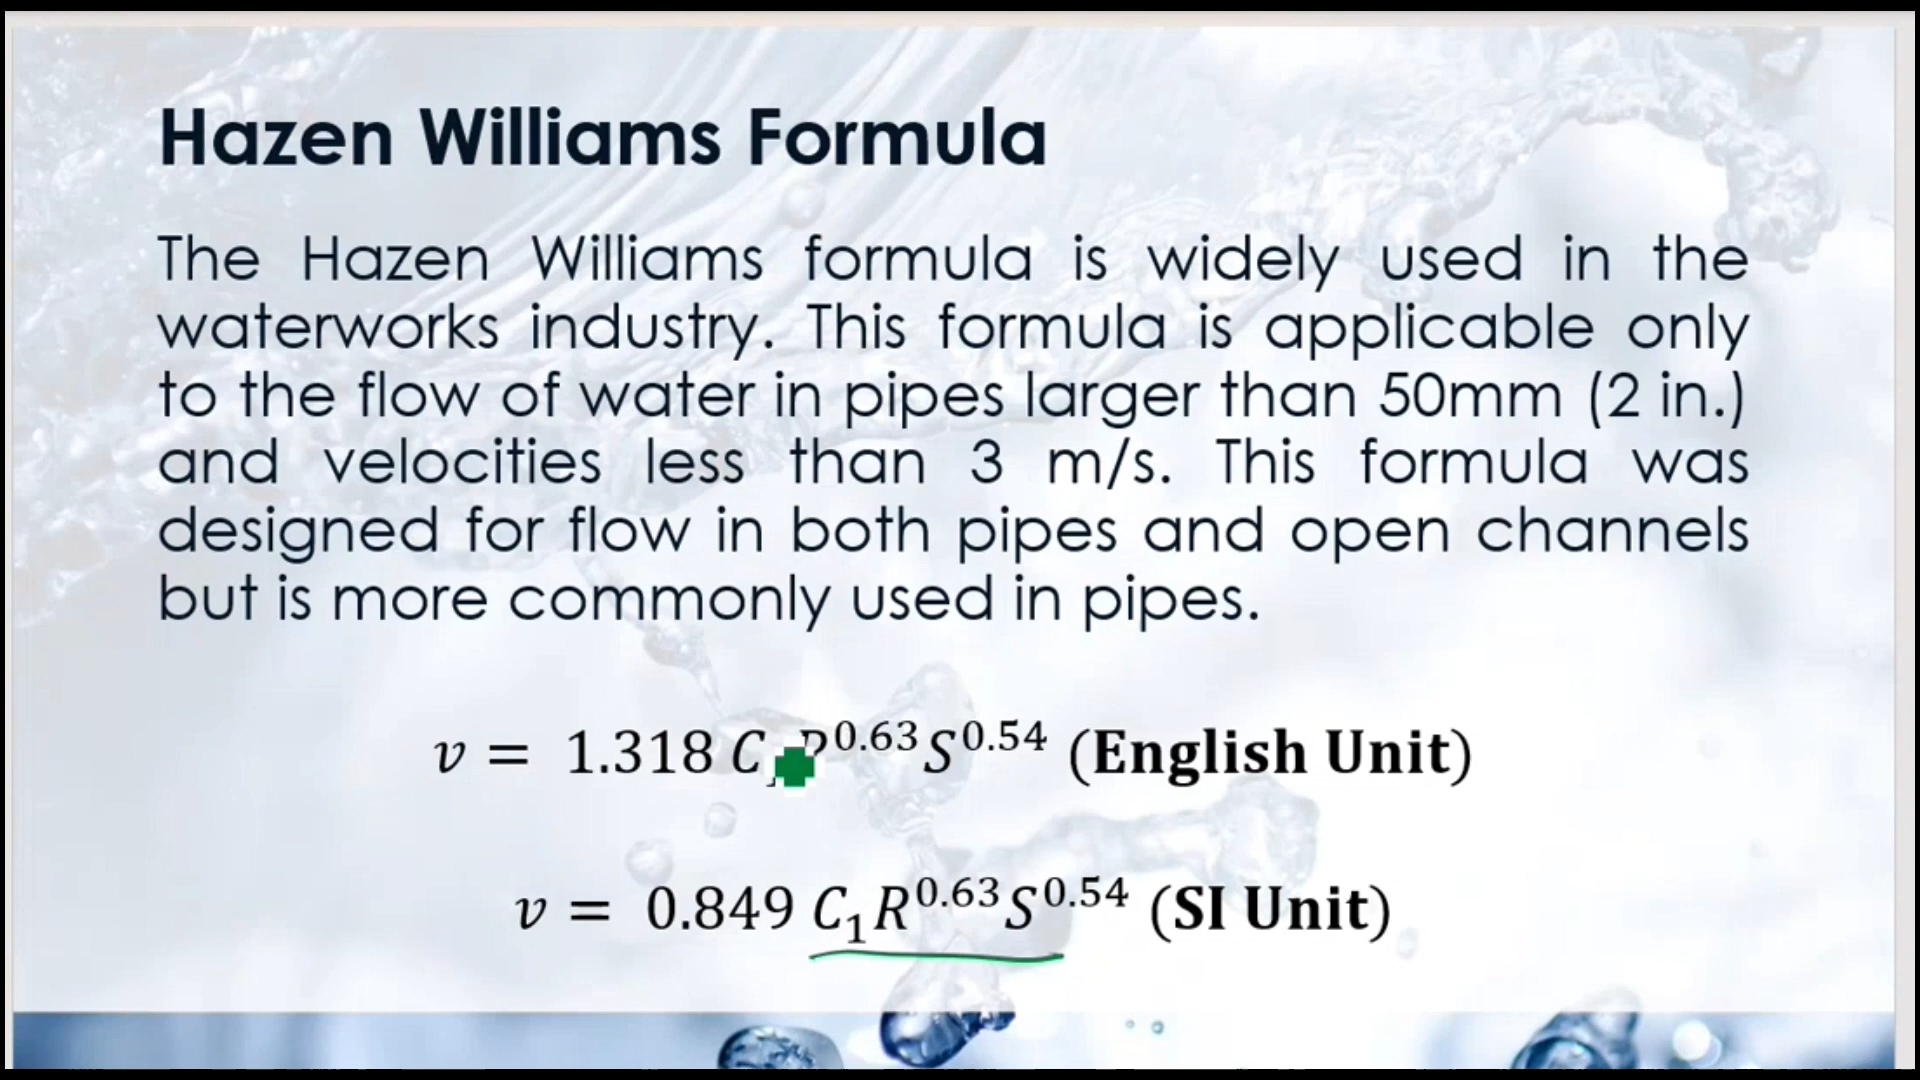 Hazen Williams Formula
The Hazen Williams formula is widely used in the
waterworks industry. This formula is applicable only
to the flow of water in pipes larger than 50mm (2 in.)
and velocities less than 3 m/s. This formula was
designed for flow in both pipes and open channels
but is more commonly used in pipes.
v = 1.318 C R^0.63 S^0.54 (English Unit)
v = 0.849 C₁R^0.63 S^0.54 (SI Unit)